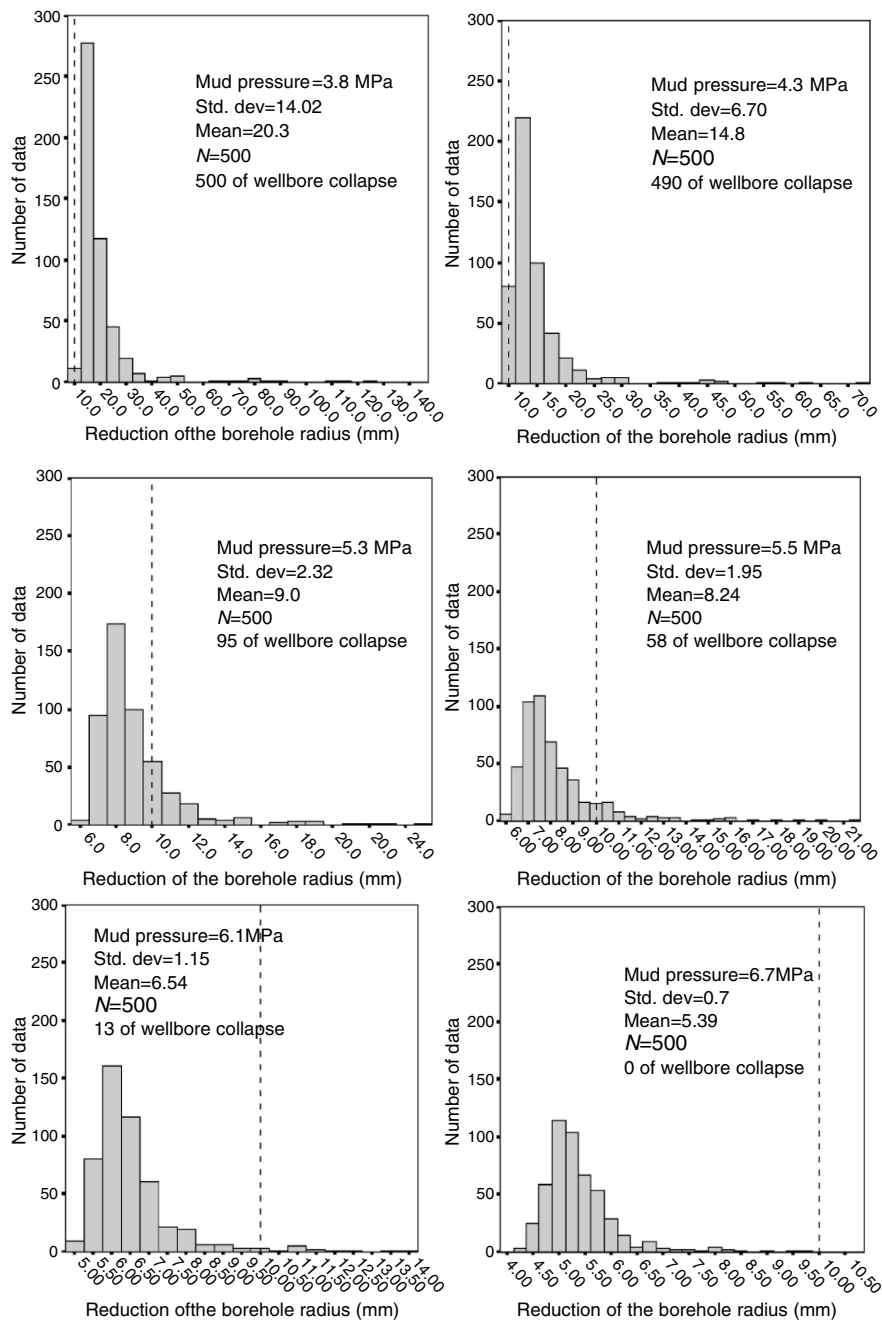 300
250
200
150
100
50
0
Number of data
Mud pressure=3.8 MPa
Std. dev=14.02
Mean=20.3
N=500
500 of wellbore collapse
10.0 20.0 30.0 40.0 50.0 60.0 70.0 80.0 90.0 100.0 110.0 120.0 130.0 140.0
Reduction ofthe borehole radius (mm)
300
250
200
150
100
50
0
Number of data
Mud pressure=4.3 MPa
Std. dev=6.70
Mean=14.8
N=500
490 of wellbore collapse
10.0 15.0 20.0 25.0 30.0 35.0 40.0 45.0 50.0 55.0 60.0 65.0 70.0
Reduction of the borehole radius (mm)
300
250
200
150
100
50
0
Number of data
Mud pressure=5.3 MPa
Std. dev=2.32
Mean=9.0
N=500
95 of wellbore collapse
6.0 8.0 10.0 12.0 14.0 16.0 18.0 20.0 20.0 24.0
Reduction of the borehole radius (mm)
300
250
200
150
100
50
0
Number of data
Mud pressure=5.5 MPa
Std. dev=1.95
Mean=8.24
N=500
58 of wellbore collapse
6.00 7.00 8.00 9.00 10.00 11.00 12.00 13.00 14.00 15.00 16.00 17.00 18.00 19.00 20.00 21.00
Reduction of the borehole radius (mm)
300
250
200
150
100
50
0
Number of data
Mud pressure=6.1MPa
Std. dev=1.15
Mean=6.54
N=500
13 of wellbore collapse
5.00 5.50 6.00 6.50 7.00 7.50 8.00 8.50 9.00 9.50 10.00 10.50 11.00 11.50 12.00 12.50 13.00 13.50 14.00
Reduction ofthe borehole radius (mm)
300
250
200
150
100
50
0
Number of data
Mud pressure=6.7MPa
Std. dev=0.7
Mean=5.39
N=500
0 of wellbore collapse
4.00 4.50 5.00 5.50 6.00 6.50 7.00 7.50 8.00 8.50 9.00 9.50 10.00 10.50
Reduction of the borehole radius (mm)